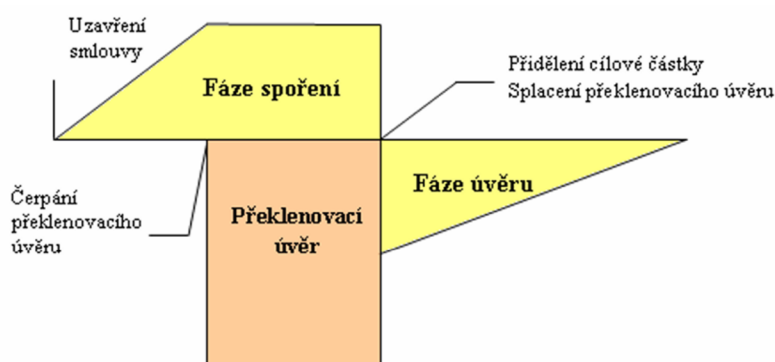 Uzavření
smlouvy
Fáze spoření
Přidělení cílové částky
Splacení překlenovacího úvěru
Čerpání
překlenovacího
úvěru
Překlenovací
úvěr
Fáze úvěru